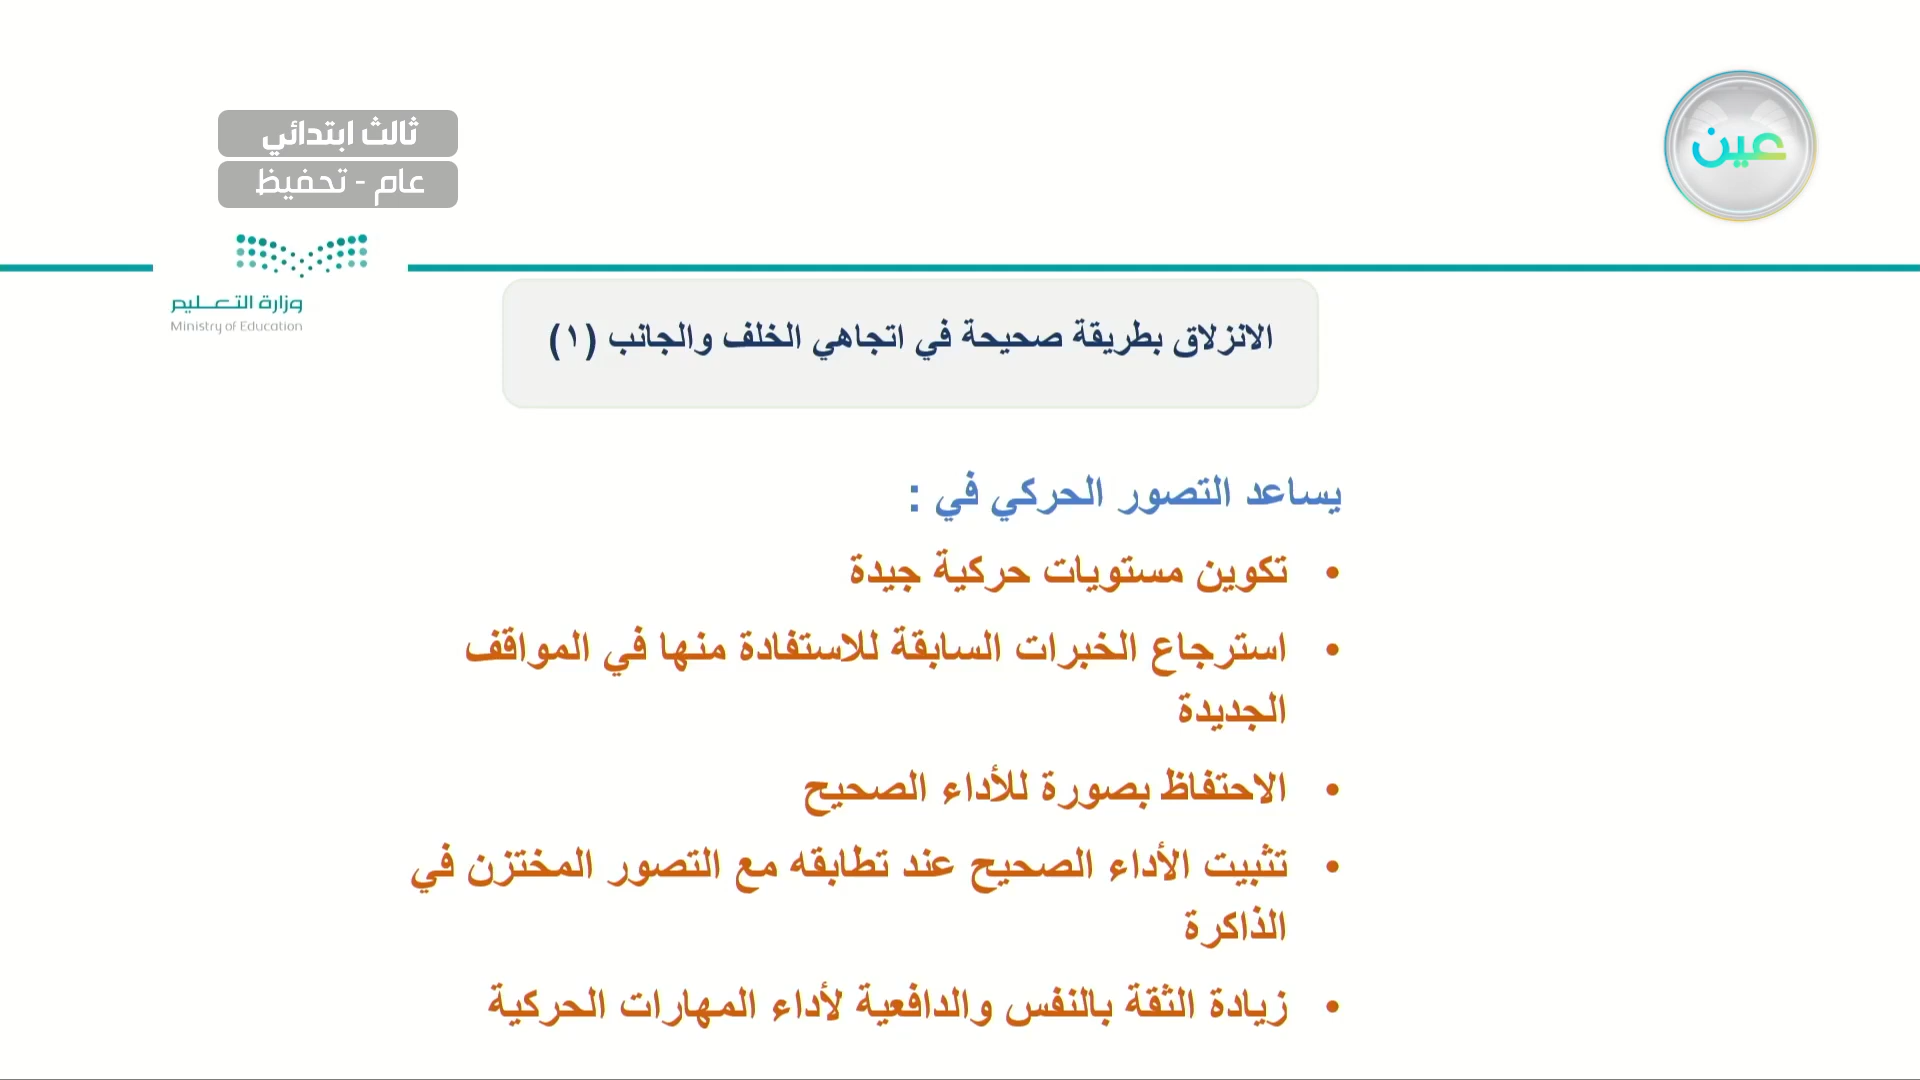 ثالث ابتدائي
عام - تحفيظ
عين
وزارة التعليم
Ministry of Education
الانزلاق بطريقة صحيحة في اتجاهي الخلف والجانب (١)
يساعد التصور الحركي في :
• تكوين مستويات حركية جيدة
• استرجاع الخبرات السابقة للاستفادة منها في المواقف
الجديدة
• الاحتفاظ بصورة للأداء الصحيح
• تثبيت الأداء الصحيح عند تطابقه مع التصور المختزن في
الذاكرة
• زيادة الثقة بالنفس والدافعية لأداء المهارات الحركية